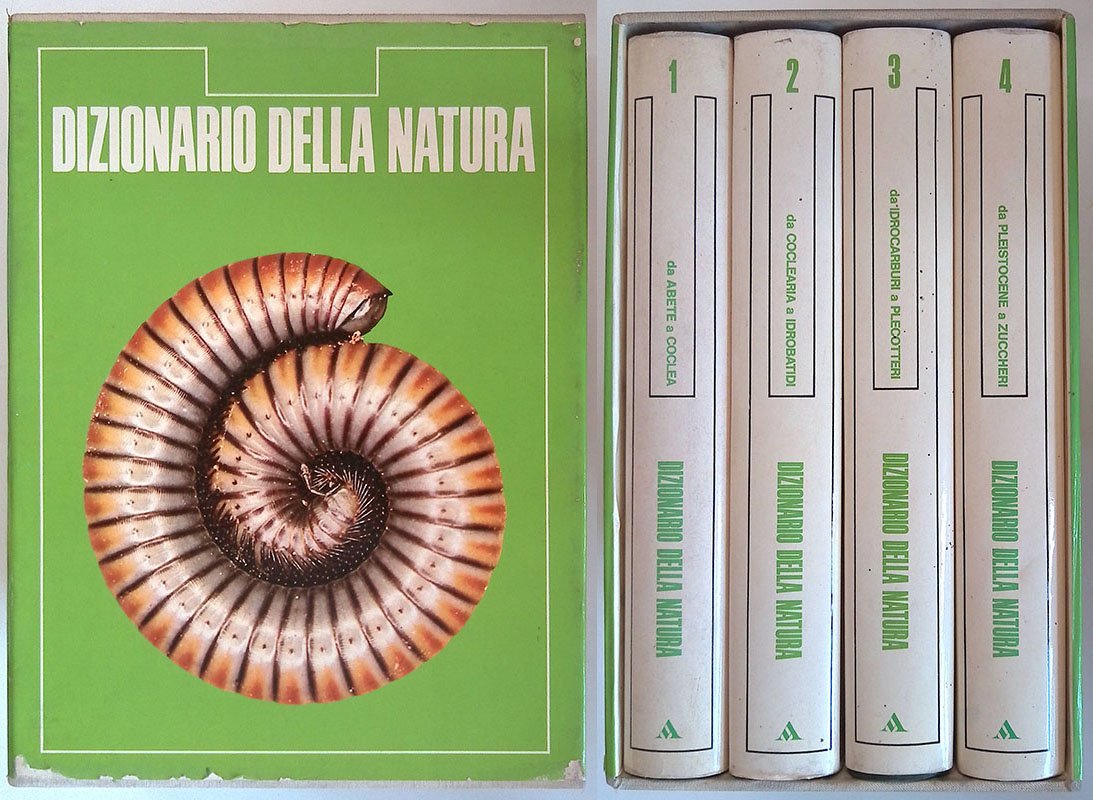 DIZIONARIO DELLA NATURA
1
da ABETE a COCLEA
DIZIONARIO DELLA NATURA
2
da COCLEARIA a IDROBATIDI
DIZIONARIO DELLA NATURA
3
da IDROCARBURI a PLECOTTERI
DIZIONARIO DELLA NATURA
4
da PLEISTOCENE a ZUCCHERI
DIZIONARIO DELLA NATURA